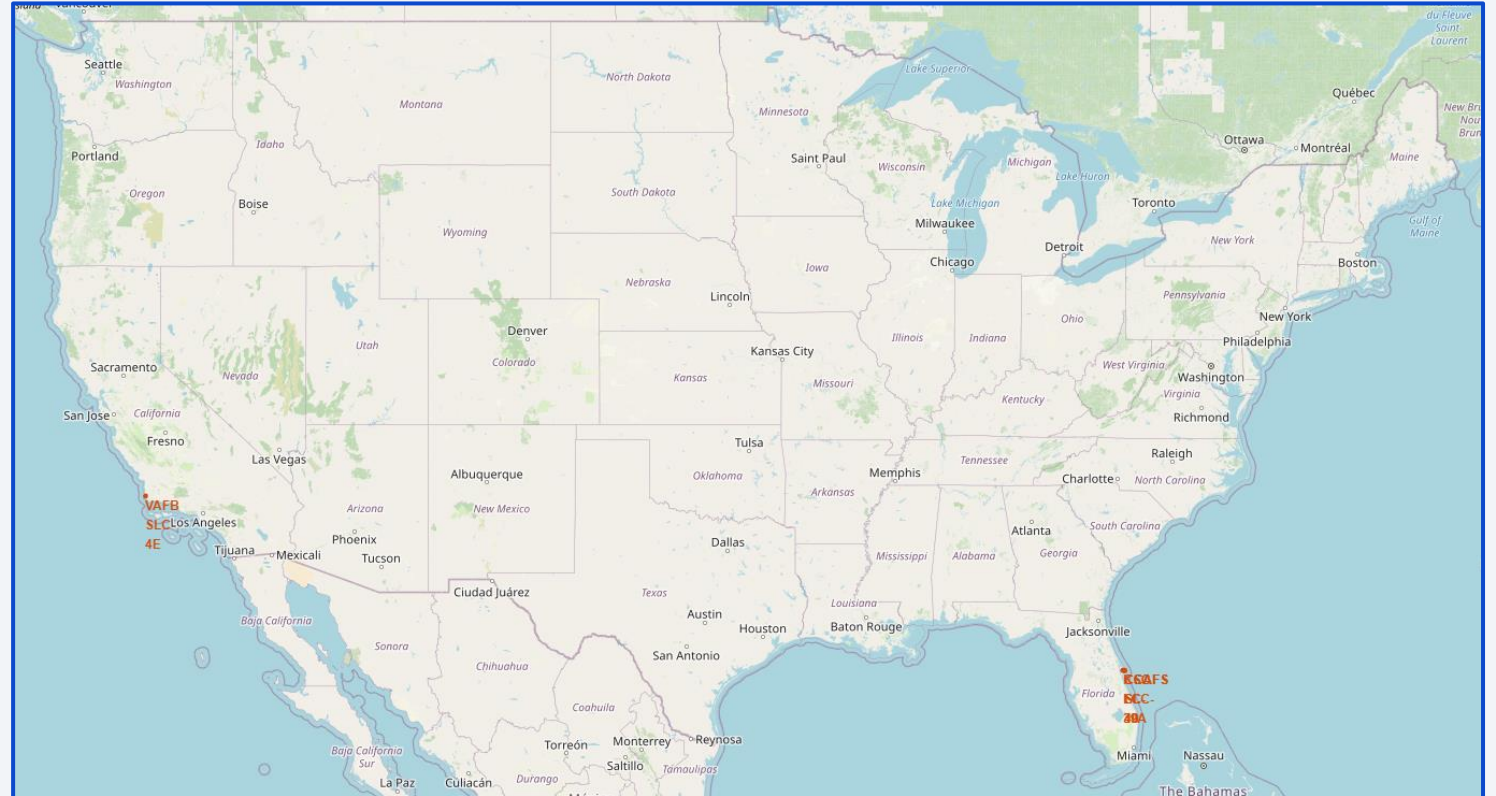 Vancouver
Seattle
Washington
Montana
North Dakota
Minnesota
Lake Superior
du Fleuve
Saint
Laurent
Québec
Portland
Idaho
Oregon
Boise
Wyoming
South Dakota
Saint Paul
Wisconsin
Michigan
Lake Huron
Ottawa
Montréal
Maine
Lake Michigan
Milwaukee
Toronto
Gulf of
Maine
Detroit
New York
Boston
Chicago
Iowa
Nebraska
Lincoln
Pennsylvania
New York
Ohio
Philadelphia
Denver
Colorado
Utah
Nevada
Sacramento
Kansas City
Kansas
Missouri
Illinois
Indiana
West Virginia
Washington
Virginia
Kentucky
Richmond
San Jose
California
Fresno
Las Vegas
Albuquerque
New Mexico
Tulsa
Oklahoma
Memphis
Tennessee
Raleigh
Charlotte
North Carolina
Arkansas
VAFB
SLC-
4E
Los Angeles
Arizona
Phoenix
Tucson
Tijuana
Mexicali
Dallas
Mississippi
Alabama
Atlanta
Georgia
South Carolina
Ciudad Juárez
Texas
Louisiana
Austin
Houston
Baton Rouge
Jacksonville
San Antonio
Baja California
Sonora
Chihuahua
Florida
Coahuila
Torreón
Monterrey
Reynosa
Saltillo
Tamaulipas
Durango
Baja California
Sur
La Paz
Culiacán
Miami
Nassau
The Bahamas